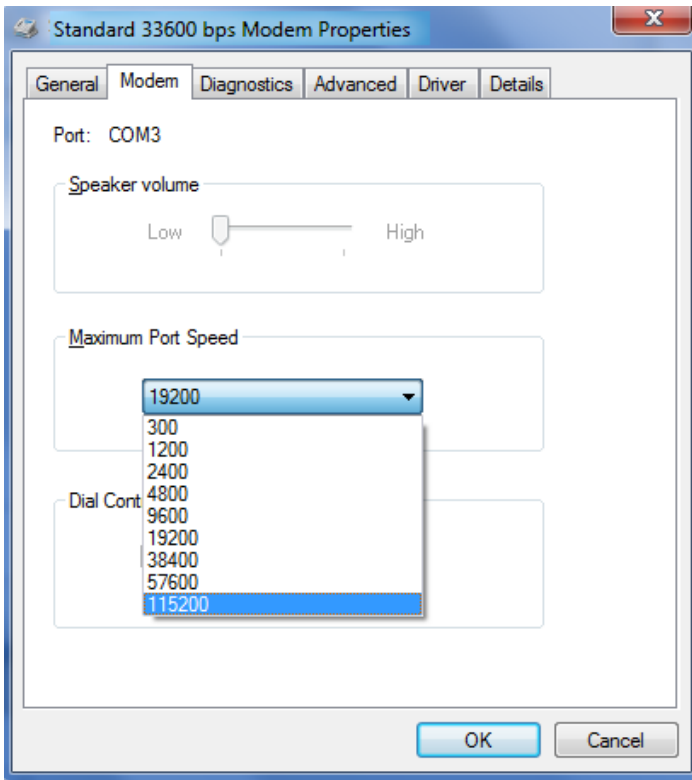 Standard 33600 bps Modem Properties
x
General Modem Diagnostics Advanced Driver Details
Port: COM3
Speaker volume
Low High
Maximum Port Speed
19200
300
1200
2400
4800
Dial Cont
9600
19200
38400
57600
115200
OK Cancel